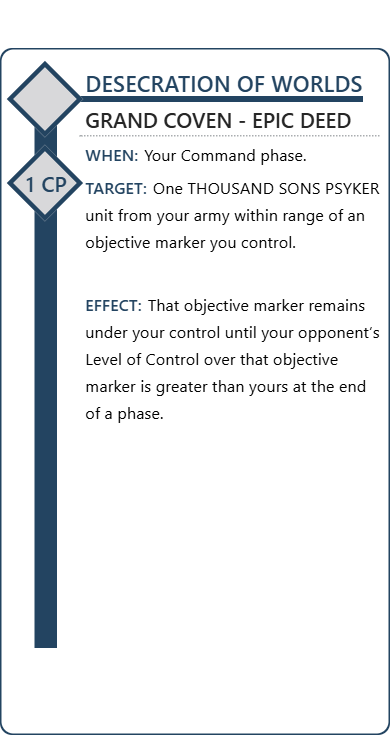 DESECRATION OF WORLDS
GRAND COVEN - EPIC DEED
WHEN: Your Command phase.
1 CP
TARGET: One THOUSAND SONS PSYKER
unit from your army within range of an
objective marker you control.
EFFECT: That objective marker remains
under your control until your opponent’s
Level of Control over that objective
marker is greater than yours at the end
of a phase.